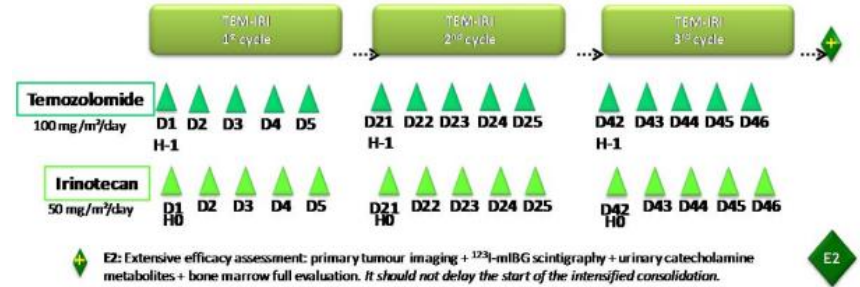 TEM-IRI TEM-IRI TEM-IRI
1st cycle 2nd cycle 3rd cycle
Temozolomide
100 mg/m²/day
D1 D2 D3 D4 D5 D21 D22 D23 D24 D25 D42 D43 D44 D45 D46
H-1 H-1 H-1
Irinotecan
50 mg/m²/day
D1 D2 D3 D4 D5 D21 D22 D23 D24 D25 D42 D43 D44 D45 D46
H0 H0 H0
E2: Extensive efficacy assessment: primary tumour imaging + ¹²³I-mIBG scintigraphy + urinary catecholamine
metabolites + bone marrow full evaluation. It should not delay the start of the intensified consolidation.
E2